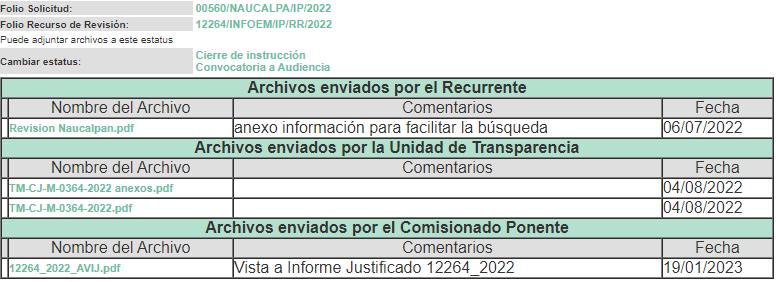 Folio Solicitud: 00560/NAUCALPA/IP/2022
Folio Recurso de Revisión: 12264/INFOEM/IP/RR/2022
Puede adjuntar archivos a este estatus
Cambiar estatus: Cierre de instrucción
Convocatoria a Audiencia
Archivos enviados por el Recurrente
Nombre del Archivo Comentarios Fecha
Revision Naucalpan.pdf anexo información para facilitar la búsqueda 06/07/2022
Archivos enviados por la Unidad de Transparencia
Nombre del Archivo Comentarios Fecha
TM-CJ-M-0364-2022 anexos.pdf 04/08/2022
TM-CJ-M-0364-2022.pdf 04/08/2022
Archivos enviados por el Comisionado Ponente
Nombre del Archivo Comentarios Fecha
12264_2022_AVIJ.pdf Vista a Informe Justificado 12264_2022 19/01/2023